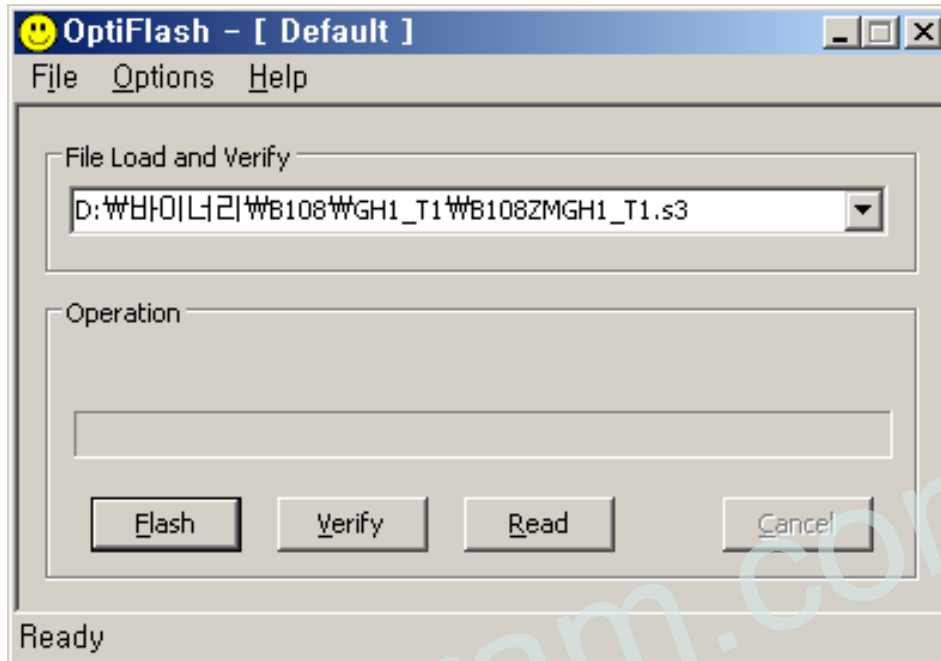 OptiFlash - [ Default ]
File Options Help
File Load and Verify
D:₩바이너리₩B108₩GH1_T1₩B108ZMGH1_T1.s3
Operation
Flash Verify Read Cancel
Ready